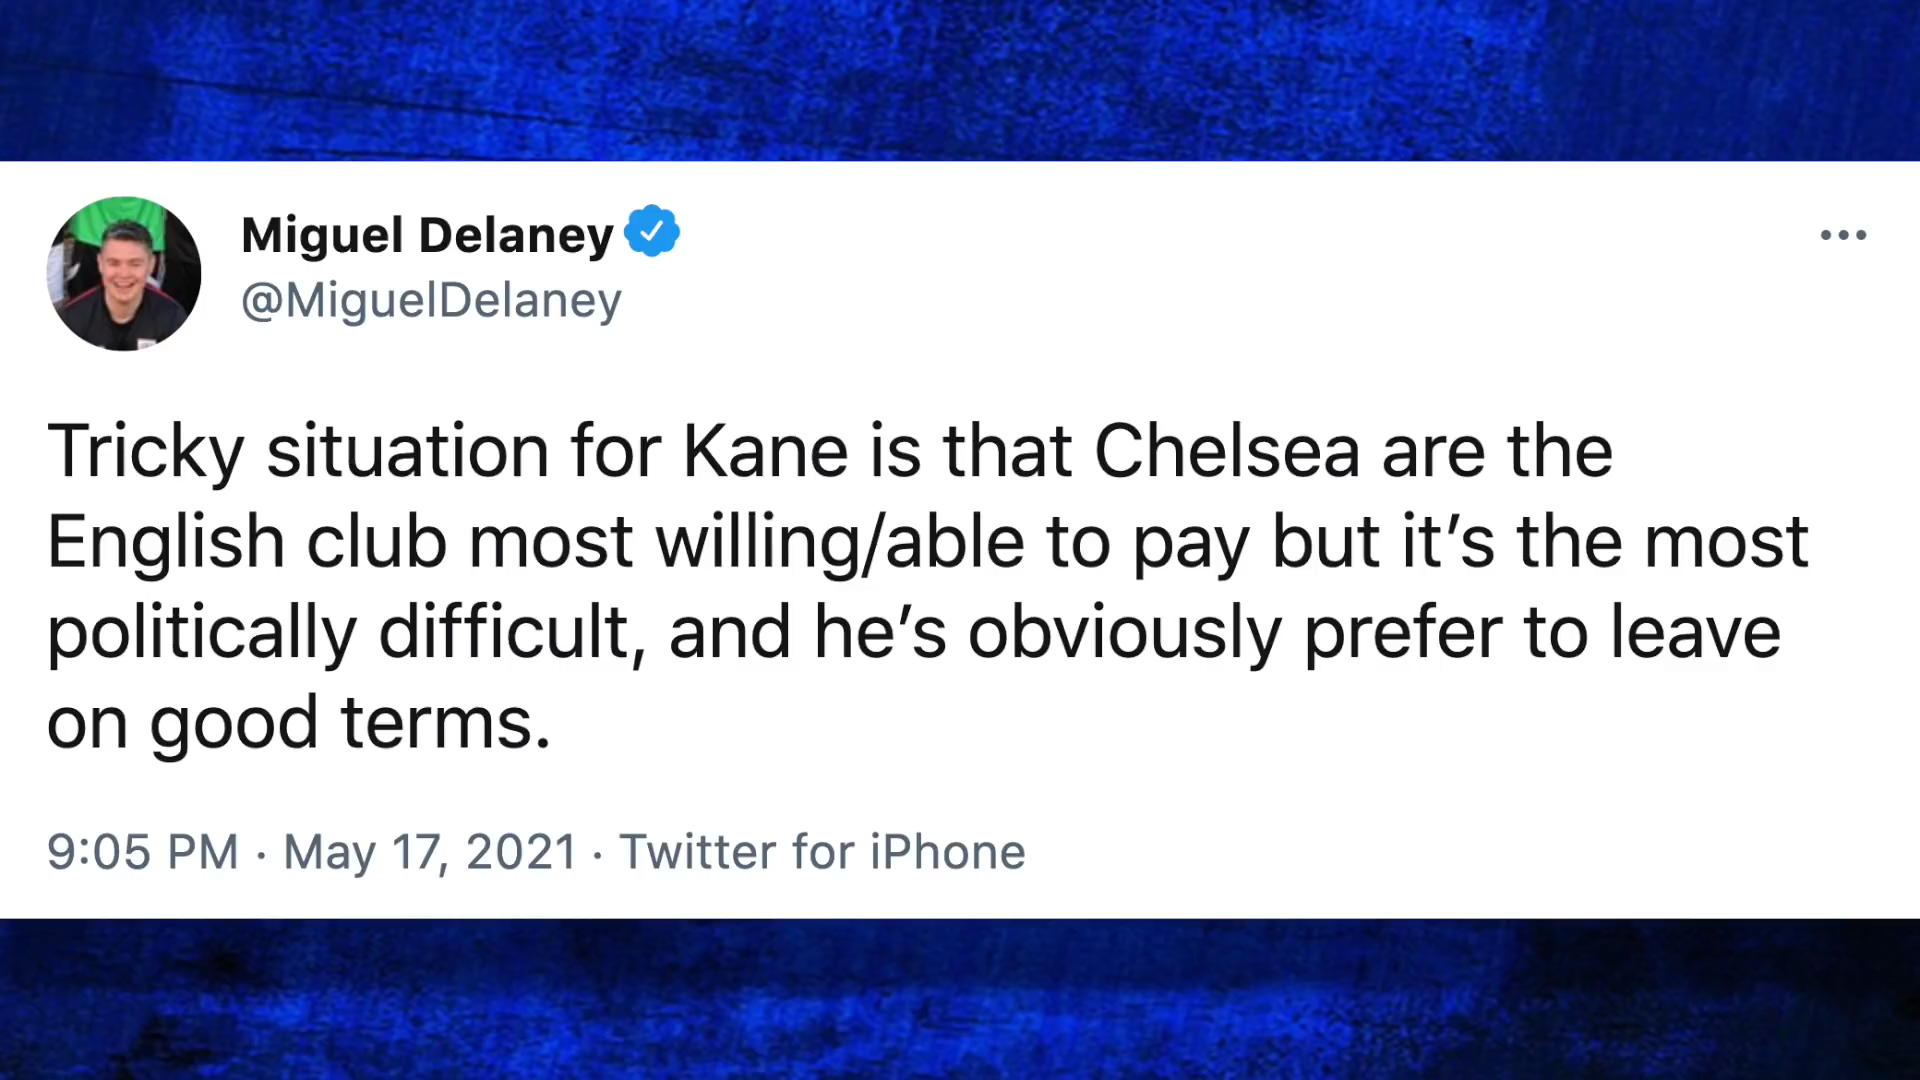 Miguel Delaney
@MiguelDelaney
Tricky situation for Kane is that Chelsea are the
English club most willing/able to pay but it’s the most
politically difficult, and he’s obviously prefer to leave
on good terms.
9:05 PM · May 17, 2021 · Twitter for iPhone